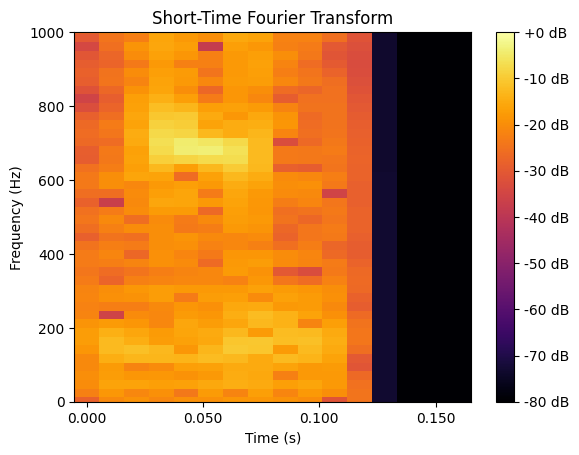 Short-Time Fourier Transform
1000
800
600
400
200
0
Frequency (Hz)
0.000
0.050
0.100
0.150
Time (s)
+0 dB
-10 dB
-20 dB
-30 dB
-40 dB
-50 dB
-60 dB
-70 dB
-80 dB